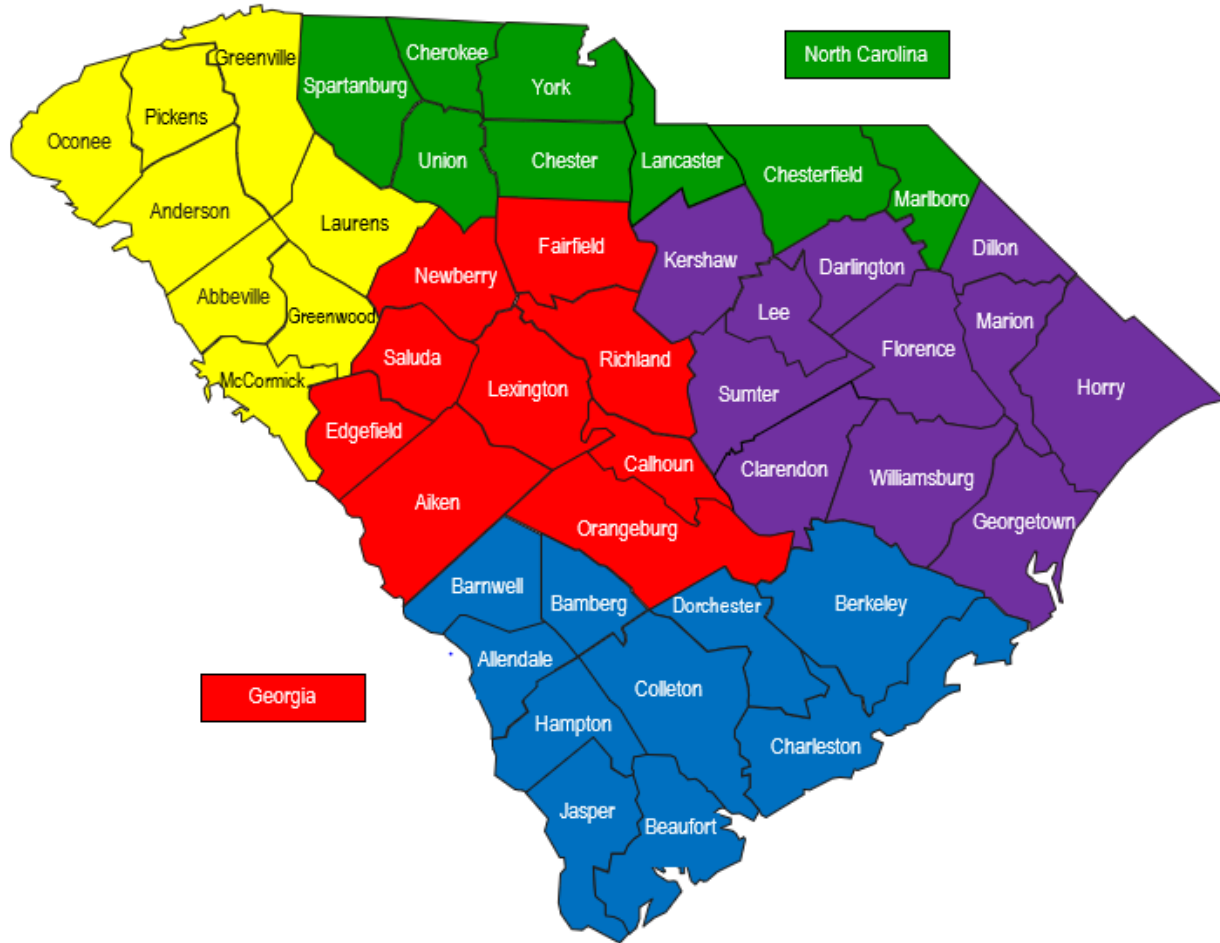 Greenville
North Carolina
Cherokee
Spartanburg
York
Pickens
Oconee
Union
Chester
Lancaster
Chesterfield
Marlboro
Anderson
Laurens
Fairfield
Dillon
Kershaw
Darlington
Newberry
Abbeville
Greenwood
Lee
Marion
Florence
Saluda
Richland
McCormick
Lexington
Sumter
Horry
Edgefield
Calhoun
Clarendon
Williamsburg
Aiken
Orangeburg
Georgetown
Barnwell
Bamberg
Dorchester
Berkeley
Allendale
Colleton
Georgia
Hampton
Charleston
Jasper
Beaufort